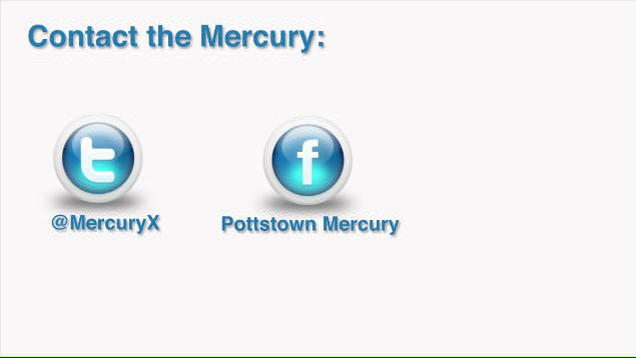 Contact the Mercury:
t
f
@MercuryX
Pottstown Mercury